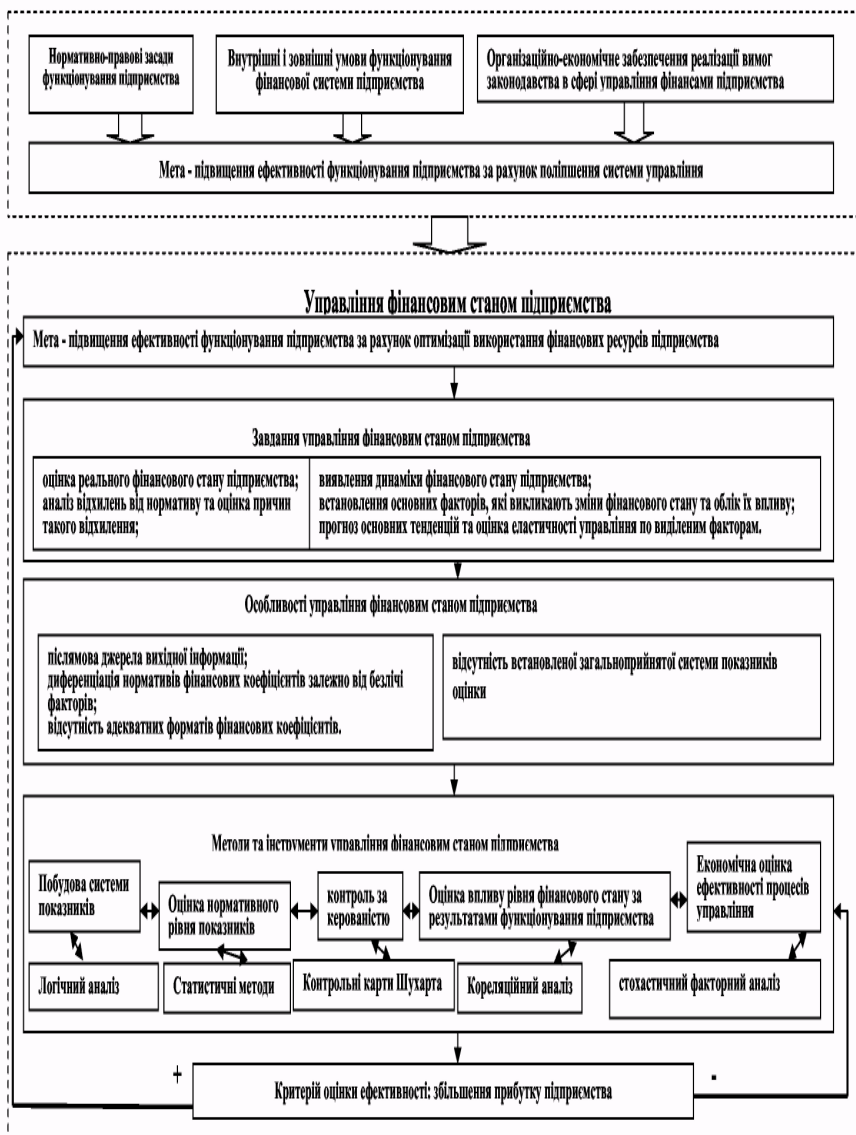 Нормативно-правові засади
функціонування підприємства
Внутрішні і зовнішні умови функціонування
фінансової системи підприємства
Організаційно-економічне забезпечення реалізації вимог
законодавства в сфері управління фінансами підприємства
Мета - підвищення ефективності функціонування підприємства за рахунок поліпшення системи управління
Управління фінансовим станом підприємства
Мета - підвищення ефективності функціонування підприємства за рахунок оптимізації використання фінансових ресурсів підприємства
Завдання управління фінансовим станом підприємства
оцінка реального фінансового стану підприємства;
аналіз відхилень від нормативу та оцінка причин
такого відхилення;
виявлення динаміки фінансового стану підприємства;
встановлення основних факторів, які викликають зміни фінансового стану та облік їх впливу;
прогноз основних тенденцій та оцінка еластичності управління по виділеним факторам.
Особливості управління фінансовим станом підприємства
післямова джерела вихідної інформації;
диференціація нормативів фінансових коефіцієнтів залежно від безлічі
факторів;
відсутність адекватних форматів фінансових коефіцієнтів.
відсутність встановленої загальноприйнятої системи показників
оцінки
Методи та інструменти управління фінансовим станом підприємства
Побудова системи
показників
Оцінка нормативного
рівня показників
контроль за
керованістю
Оцінка впливу рівня фінансового стану за
результатами функціонування підприємства
Економічна оцінка
ефективності процесів
управління
Логічний аналіз
Статистичні методи
Контрольні карти Шухарта
Кореляційний аналіз
стохастичний факторний аналіз
+
-
Критерій оцінки ефективності: збільшення прибутку підприємства